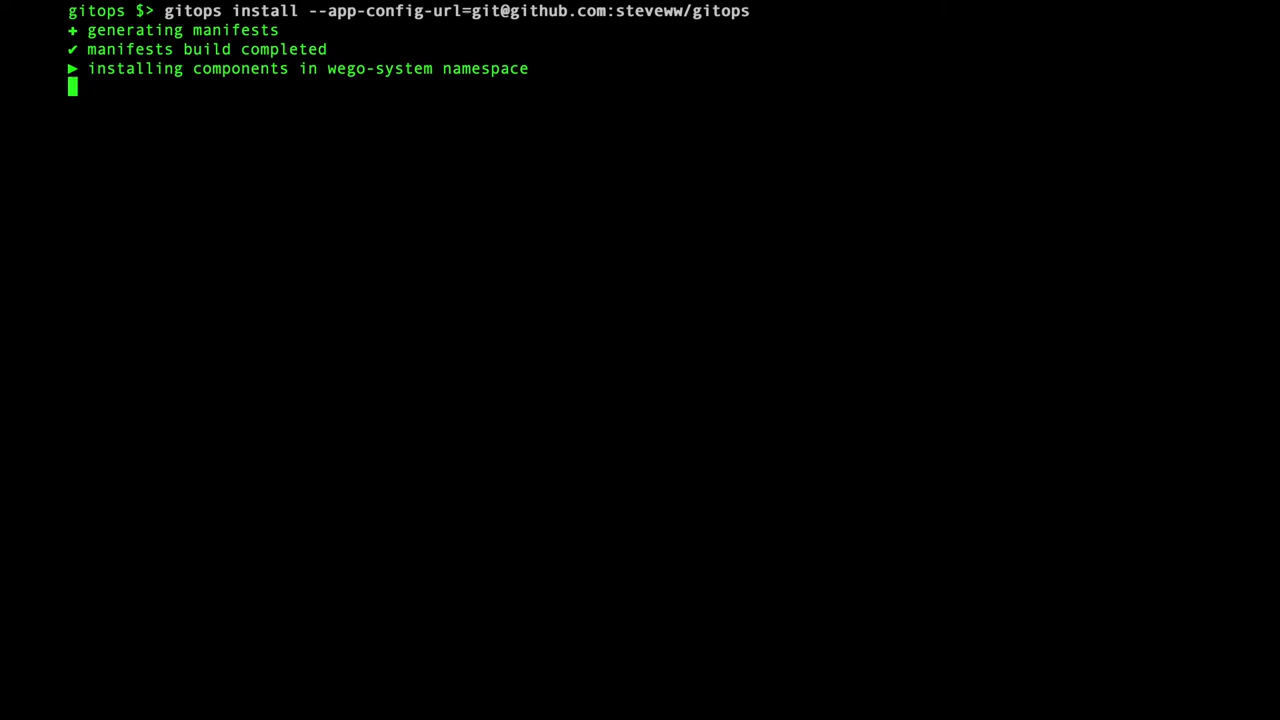 gitops $> gitops install --app-config-url=git@github.com:steveww/gitops
✚ generating manifests
✔ manifests build completed
► installing components in wego-system namespace